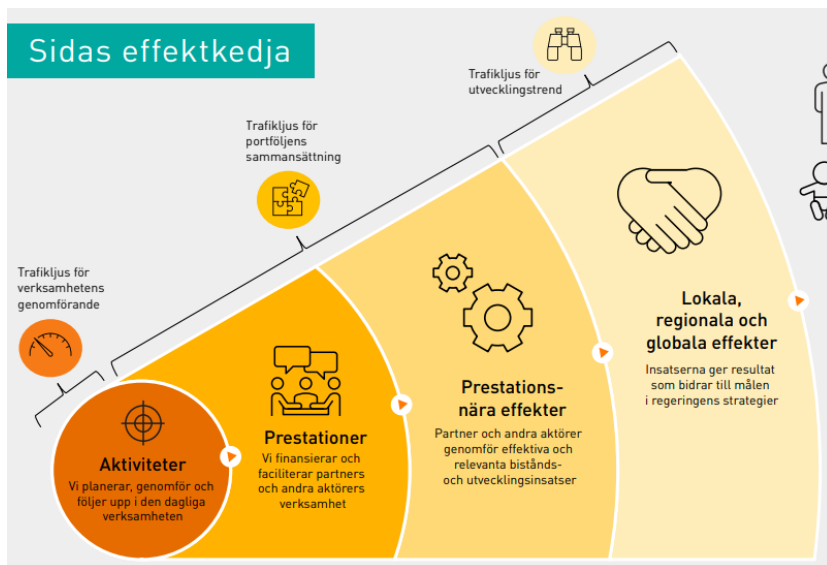 Sidas effektkedja
Trafikljus för
utvecklingstrend
Trafikljus för
portföljens
sammansättning
Trafikljus för
verksamhetens
genomförande
Aktiviteter
Vi planerar, genomför och
följer upp i den dagliga
verksamheten
Prestationer
Vi finansierar och
faciliterar partners
och andra aktörers
verksamhet
Prestations-
nära effekter
Partner och andra aktörer
genomför effektiva och
relevanta bistånds-
och utvecklingsinsatser
Lokala,
regionala och
globala effekter
Insatserna ger resultat
som bidrar till målen
i regeringens strategier